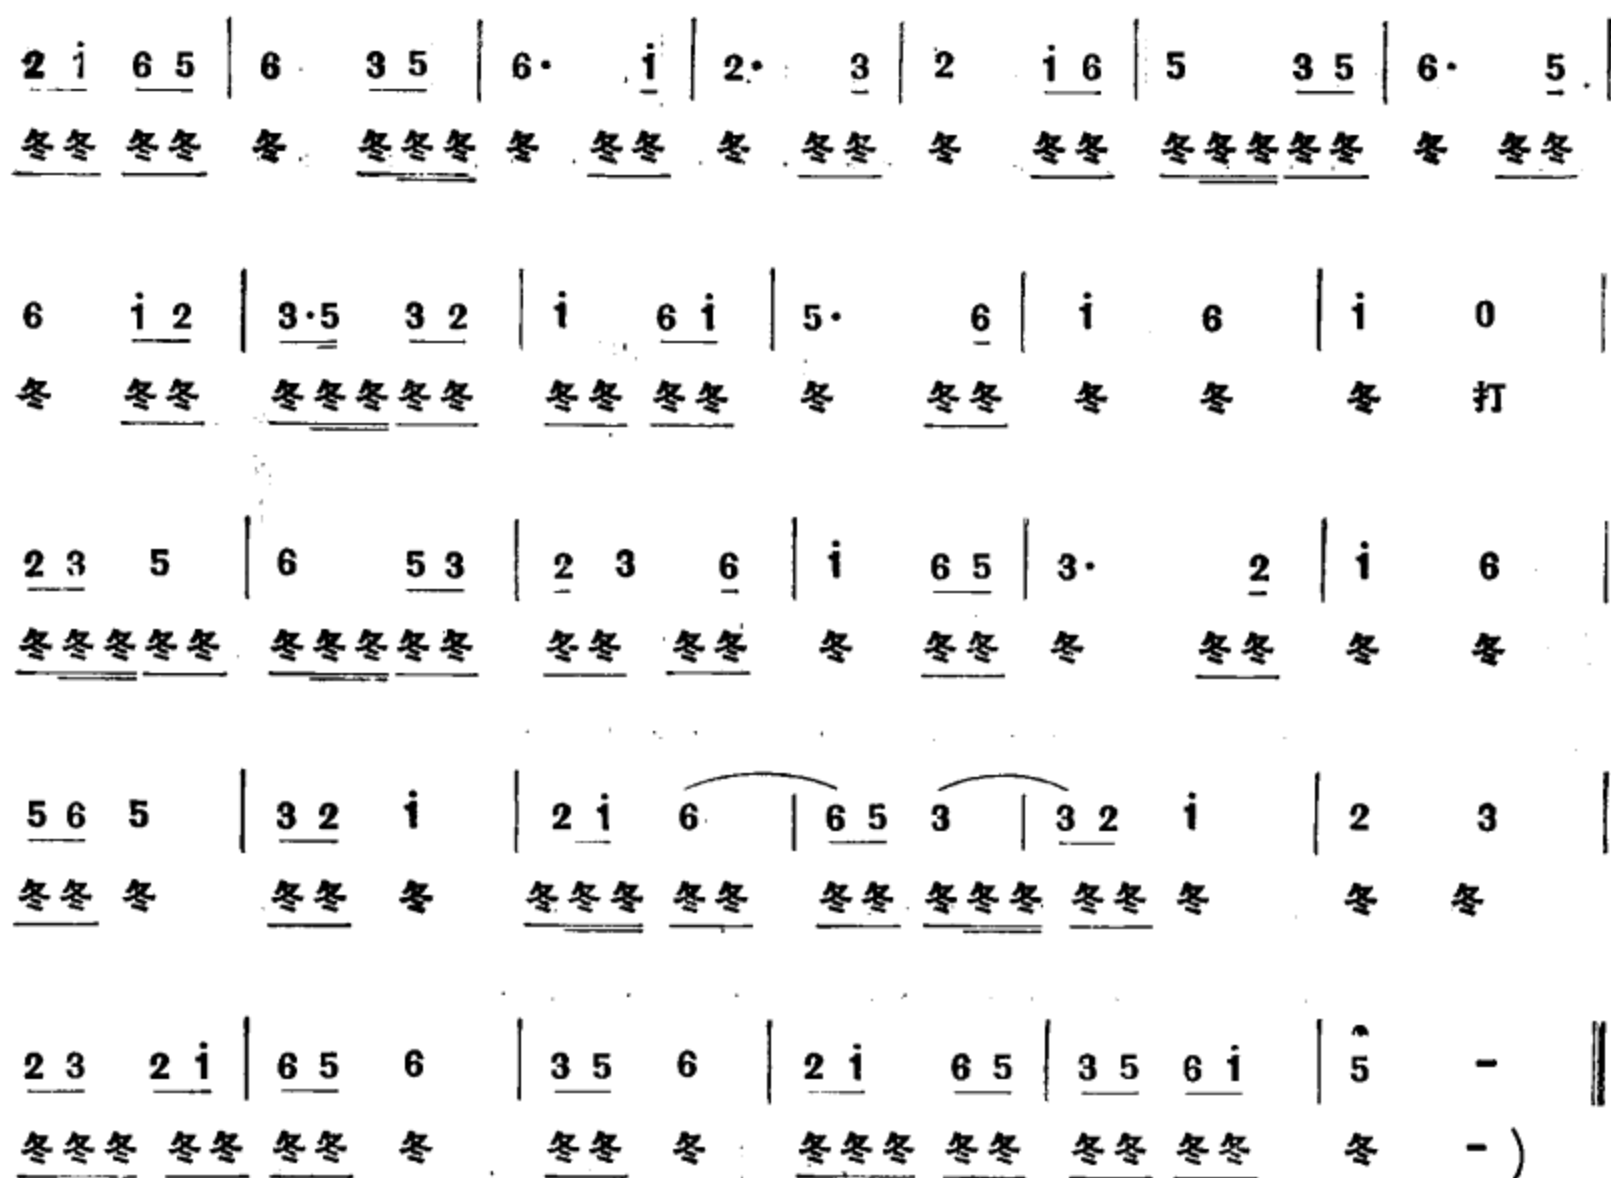 2 i 6 5 | 6 3 5 | 6· i | 2· 3 | 2 i 6 | 5 3 5 | 6· 5 |
冬冬 冬冬 冬 冬冬冬 冬 冬冬 冬 冬冬 冬 冬冬 冬冬冬冬冬 冬 冬冬
6 i 2 | 3·5 3 2 | i 6 i | 5· 6 | i 6 | i 0 |
冬 冬冬 冬冬冬冬冬 冬冬 冬冬 冬 冬冬 冬 冬 冬 打
2 3 5 | 6 5 3 | 2 3 6 | i 6 5 | 3· 2 | i 6 |
冬冬冬冬冬 冬冬冬冬冬 冬冬 冬冬 冬 冬冬 冬 冬冬 冬 冬
5 6 5 | 3 2 i | 2 i 6 | 6 5 3 | 3 2 i | 2 3 |
冬冬 冬 冬冬 冬 冬冬冬 冬冬 冬冬 冬冬冬 冬冬 冬 冬 冬
2 3 2 i | 6 5 6 | 3 5 6 | 2 i 6 5 | 3 5 6 i | 5 - ‖
冬冬冬 冬冬 冬冬 冬 冬冬 冬 冬冬冬 冬冬 冬冬 冬冬 冬 -）